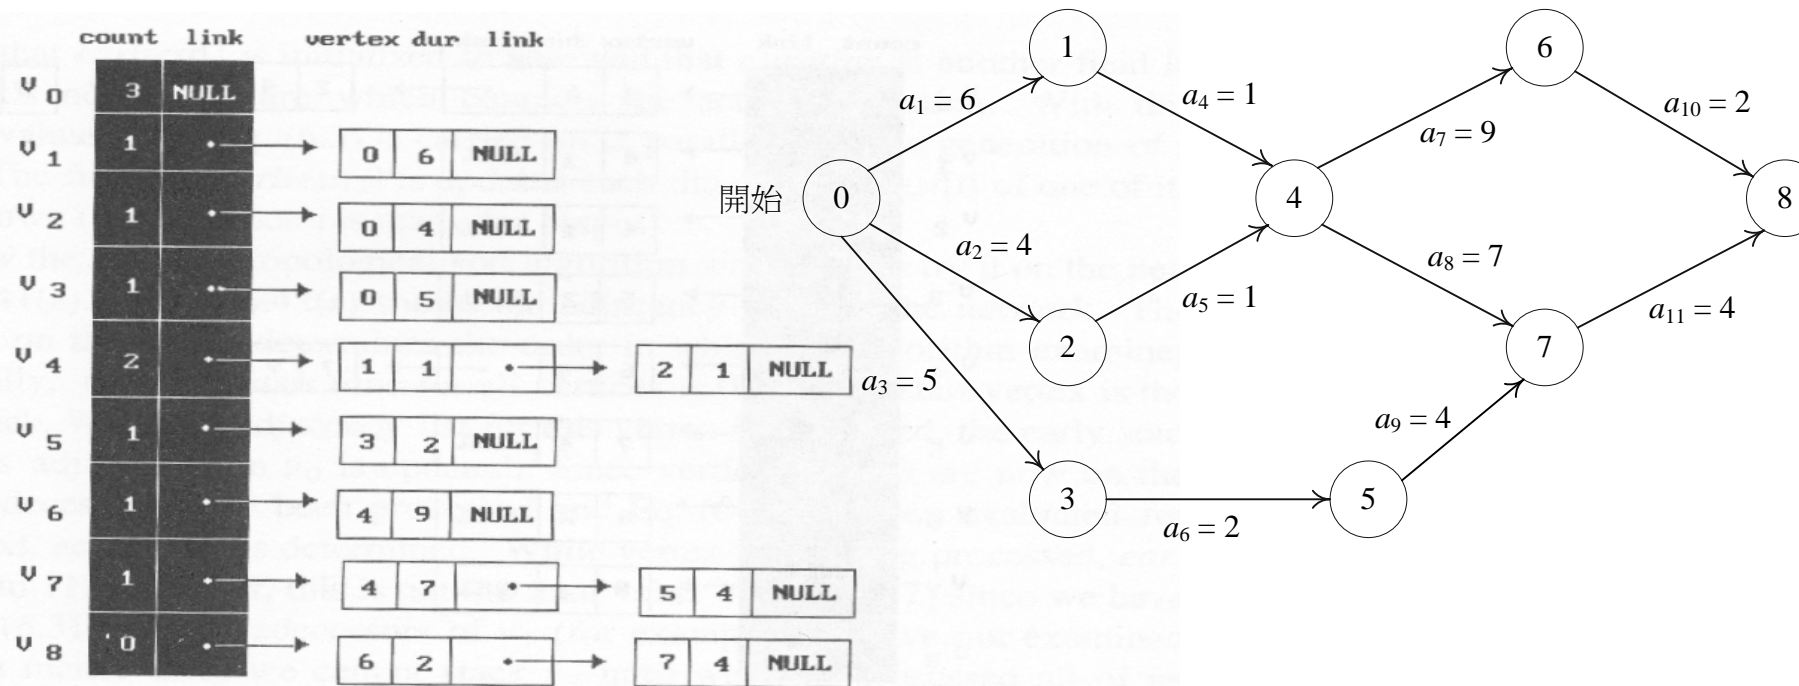 count link vertex dur link
V0 3 NULL
V1 1 0 6 NULL
V2 1 0 4 NULL
V3 1 0 5 NULL
V4 2 1 1 2 1 NULL
V5 1 3 2 NULL
V6 1 4 9 NULL
V7 1 4 7 5 4 NULL
V8 0 6 2 7 4 NULL
1 6
a1 = 6 a4 = 1 a7 = 9 a10 = 2
開始 0 4 8
a2 = 4 a5 = 1 a8 = 7 a11 = 4
2 7
a3 = 5 a9 = 4
3 5
a6 = 2